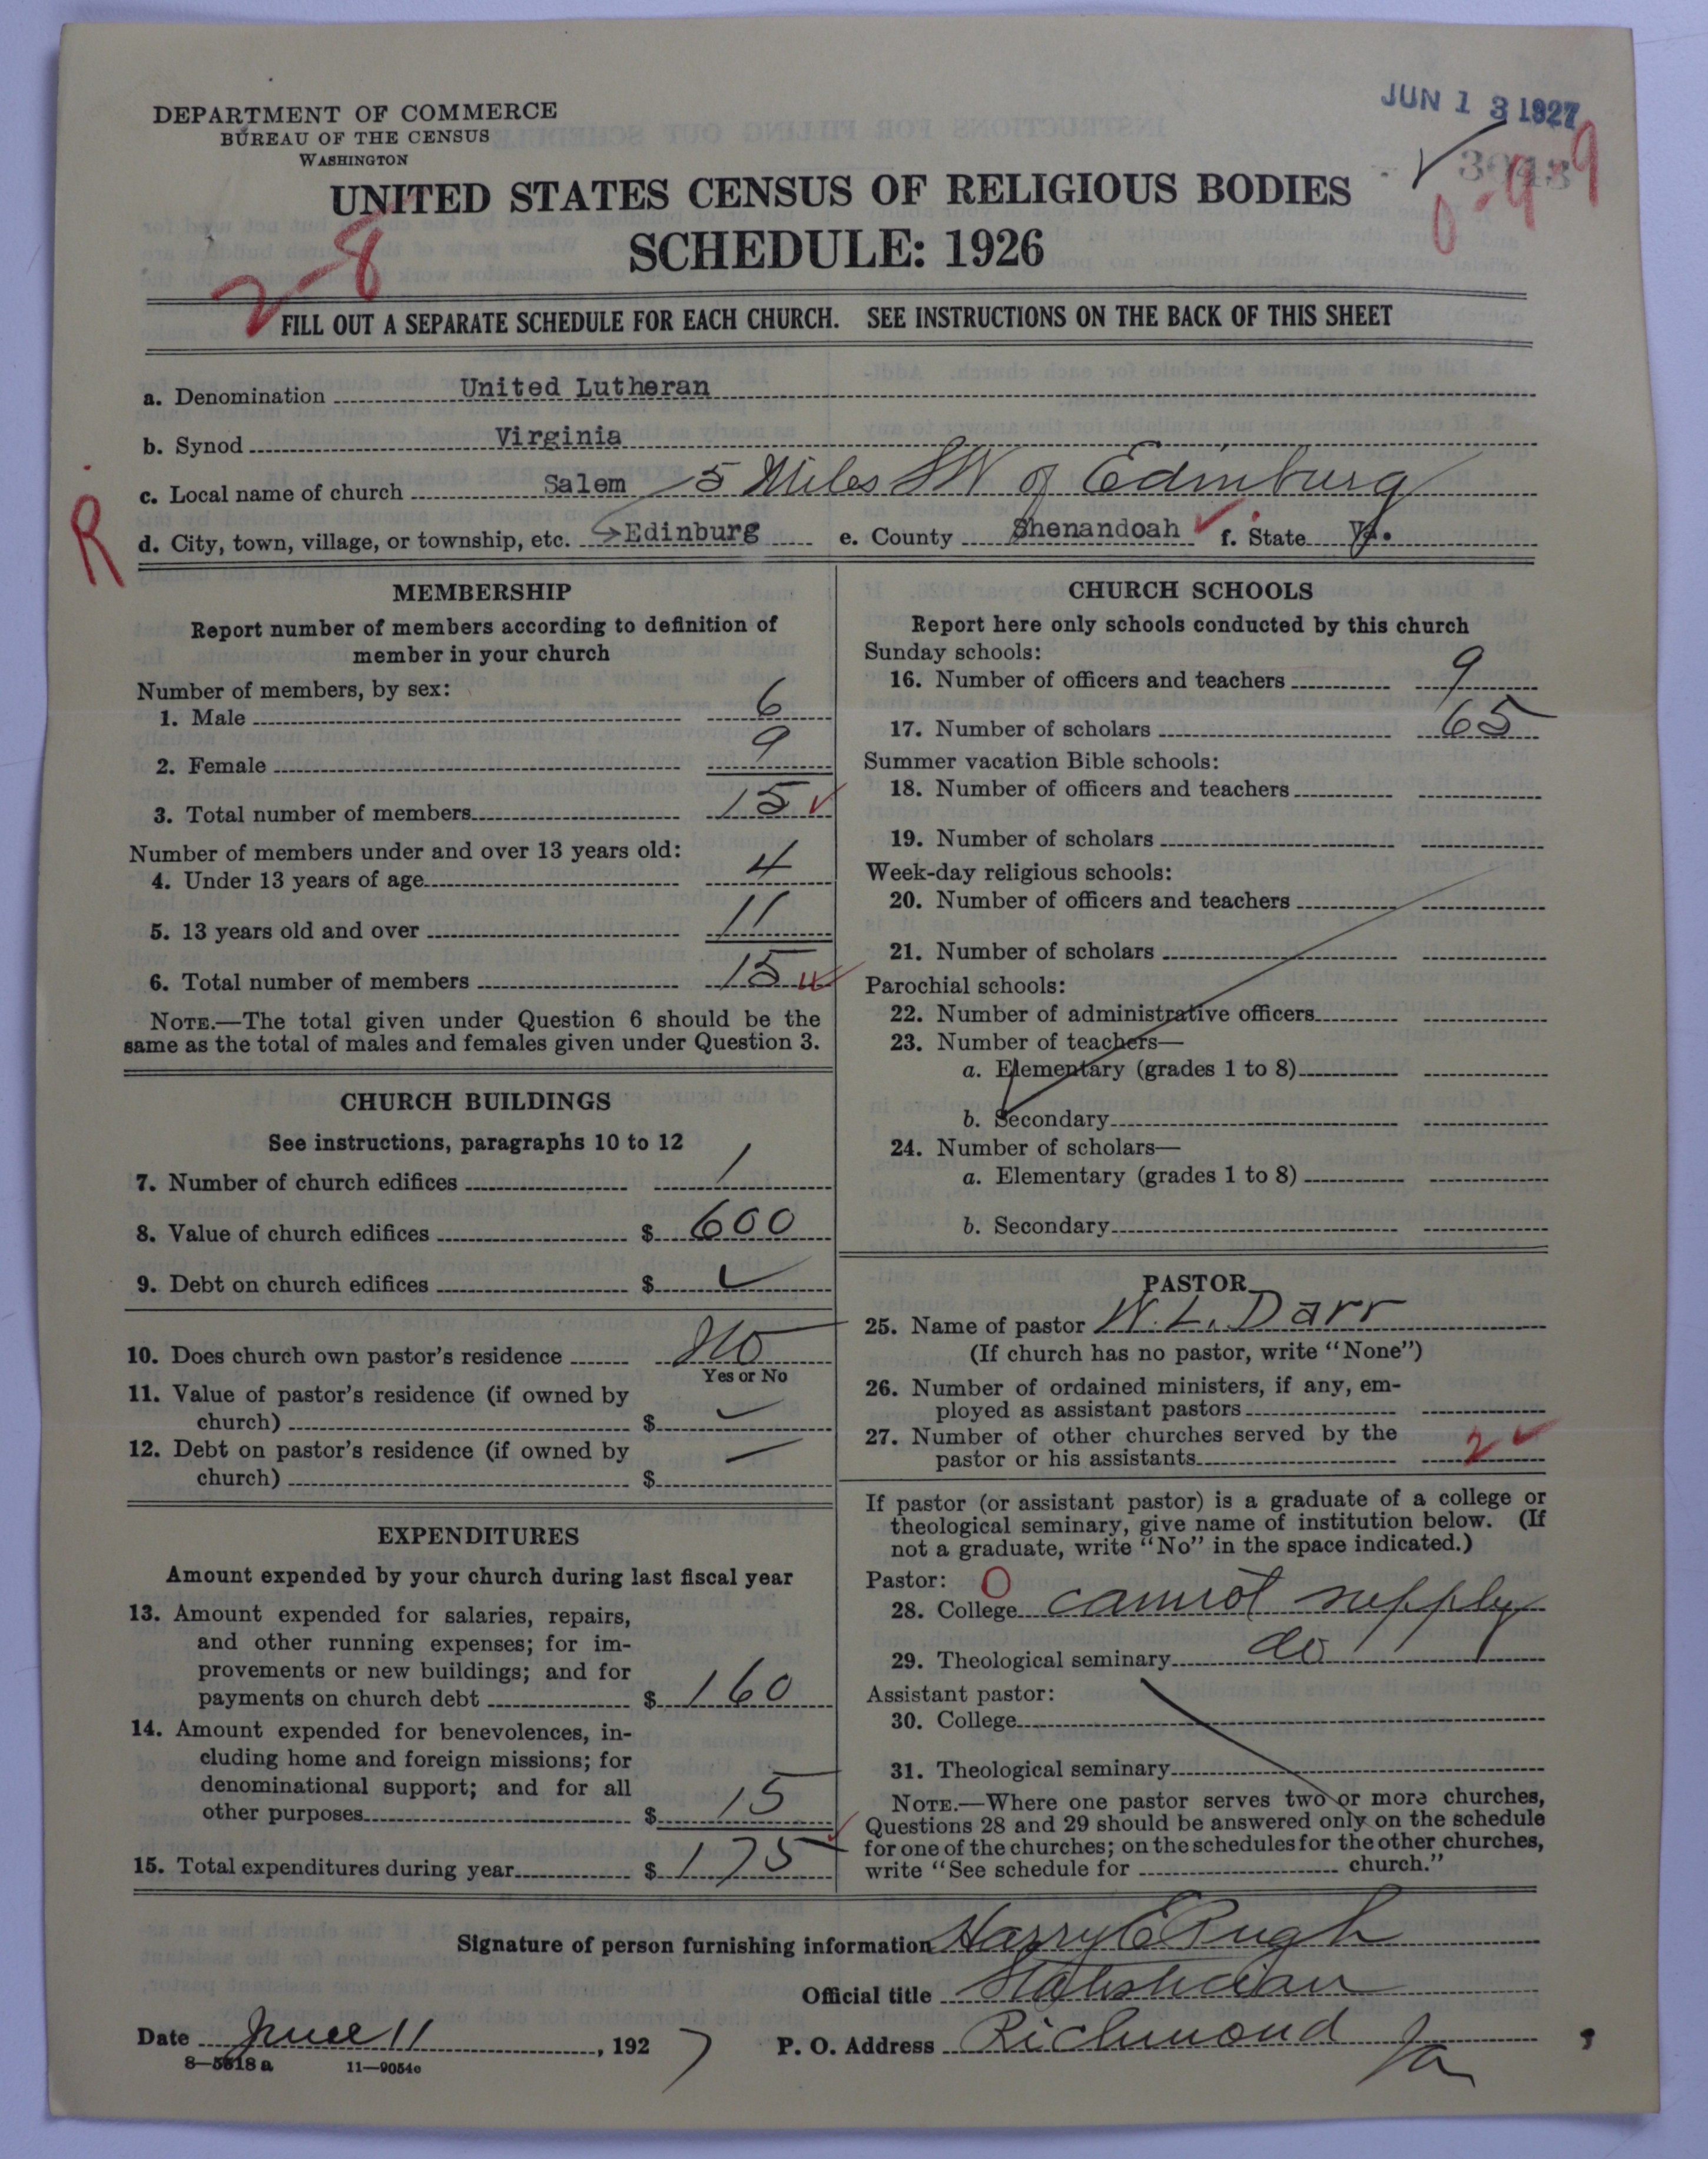 DEPARTMENT OF COMMERCE
BUREAU OF THE CENSUS
WASHINGTON
JUN 13 1927
UNITED STATES CENSUS OF RELIGIOUS BODIES
SCHEDULE: 1926
2-8
0-9-9
FILL OUT A SEPARATE SCHEDULE FOR EACH CHURCH. SEE INSTRUCTIONS ON THE BACK OF THIS SHEET
a. Denomination United Lutheran
b. Synod Virginia
c. Local name of church Salem 5 Miles SW of Edinburg
R
d. City, town, village, or township, etc. Edinburg e. County Shenandoah f. State Va.
MEMBERSHIP
Report number of members according to definition of
member in your church
Number of members, by sex:
1. Male 6
2. Female 9
3. Total number of members 15
Number of members under and over 13 years old:
4. Under 13 years of age 4
5. 13 years old and over 11
6. Total number of members 15
NOTE.—The total given under Question 6 should be the
same as the total of males and females given under Question 3.
CHURCH BUILDINGS
See instructions, paragraphs 10 to 12
7. Number of church edifices 1
8. Value of church edifices $ 600
9. Debt on church edifices $
10. Does church own pastor's residence No
Yes or No
11. Value of pastor's residence (if owned by
church) $
12. Debt on pastor's residence (if owned by
church) $
EXPENDITURES
Amount expended by your church during last fiscal year
13. Amount expended for salaries, repairs,
and other running expenses; for im-
provements or new buildings; and for
payments on church debt $ 160
14. Amount expended for benevolences, in-
cluding home and foreign missions; for
denominational support; and for all
other purposes $ 15
15. Total expenditures during year $ 175
CHURCH SCHOOLS
Report here only schools conducted by this church
Sunday schools:
16. Number of officers and teachers 9
17. Number of scholars 65
Summer vacation Bible schools:
18. Number of officers and teachers
19. Number of scholars
Week-day religious schools:
20. Number of officers and teachers
21. Number of scholars
Parochial schools:
22. Number of administrative officers
23. Number of teachers—
a. Elementary (grades 1 to 8)
b. Secondary
24. Number of scholars—
a. Elementary (grades 1 to 8)
b. Secondary
PASTOR
25. Name of pastor W. L. Darr
(If church has no pastor, write "None")
26. Number of ordained ministers, if any, em-
ployed as assistant pastors
27. Number of other churches served by the
pastor or his assistants 2
If pastor (or assistant pastor) is a graduate of a college or
theological seminary, give name of institution below. (If
not a graduate, write "No" in the space indicated.)
Pastor: O
28. College cannot supply
29. Theological seminary do
Assistant pastor:
30. College
31. Theological seminary
NOTE.—Where one pastor serves two or more churches,
Questions 28 and 29 should be answered only on the schedule
for one of the churches; on the schedules for the other churches,
write "See schedule for church."
Signature of person furnishing information Harry E Pugh
Official title Statistician
Date June 11, 1927 P. O. Address Richmond Va
8—5518a 11—9054c